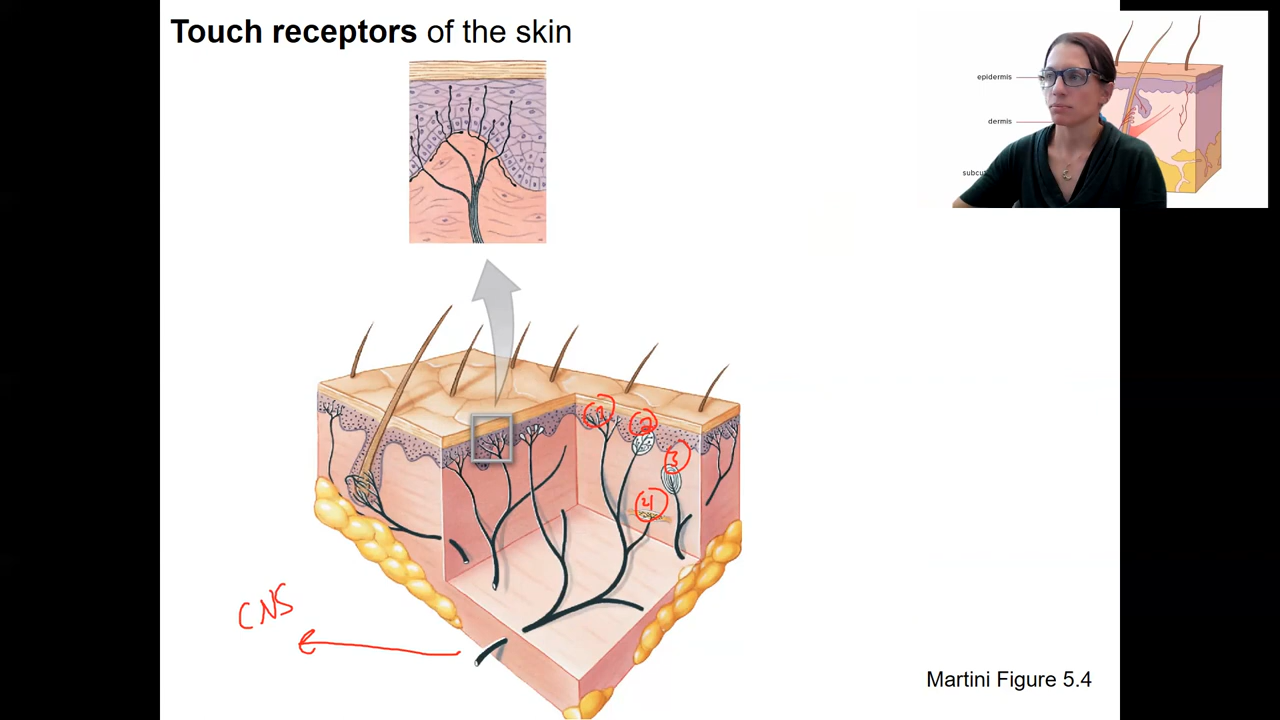 Touch receptors of the skin
epidermis
dermis
1
2
3
4
CNS
Martini Figure 5.4